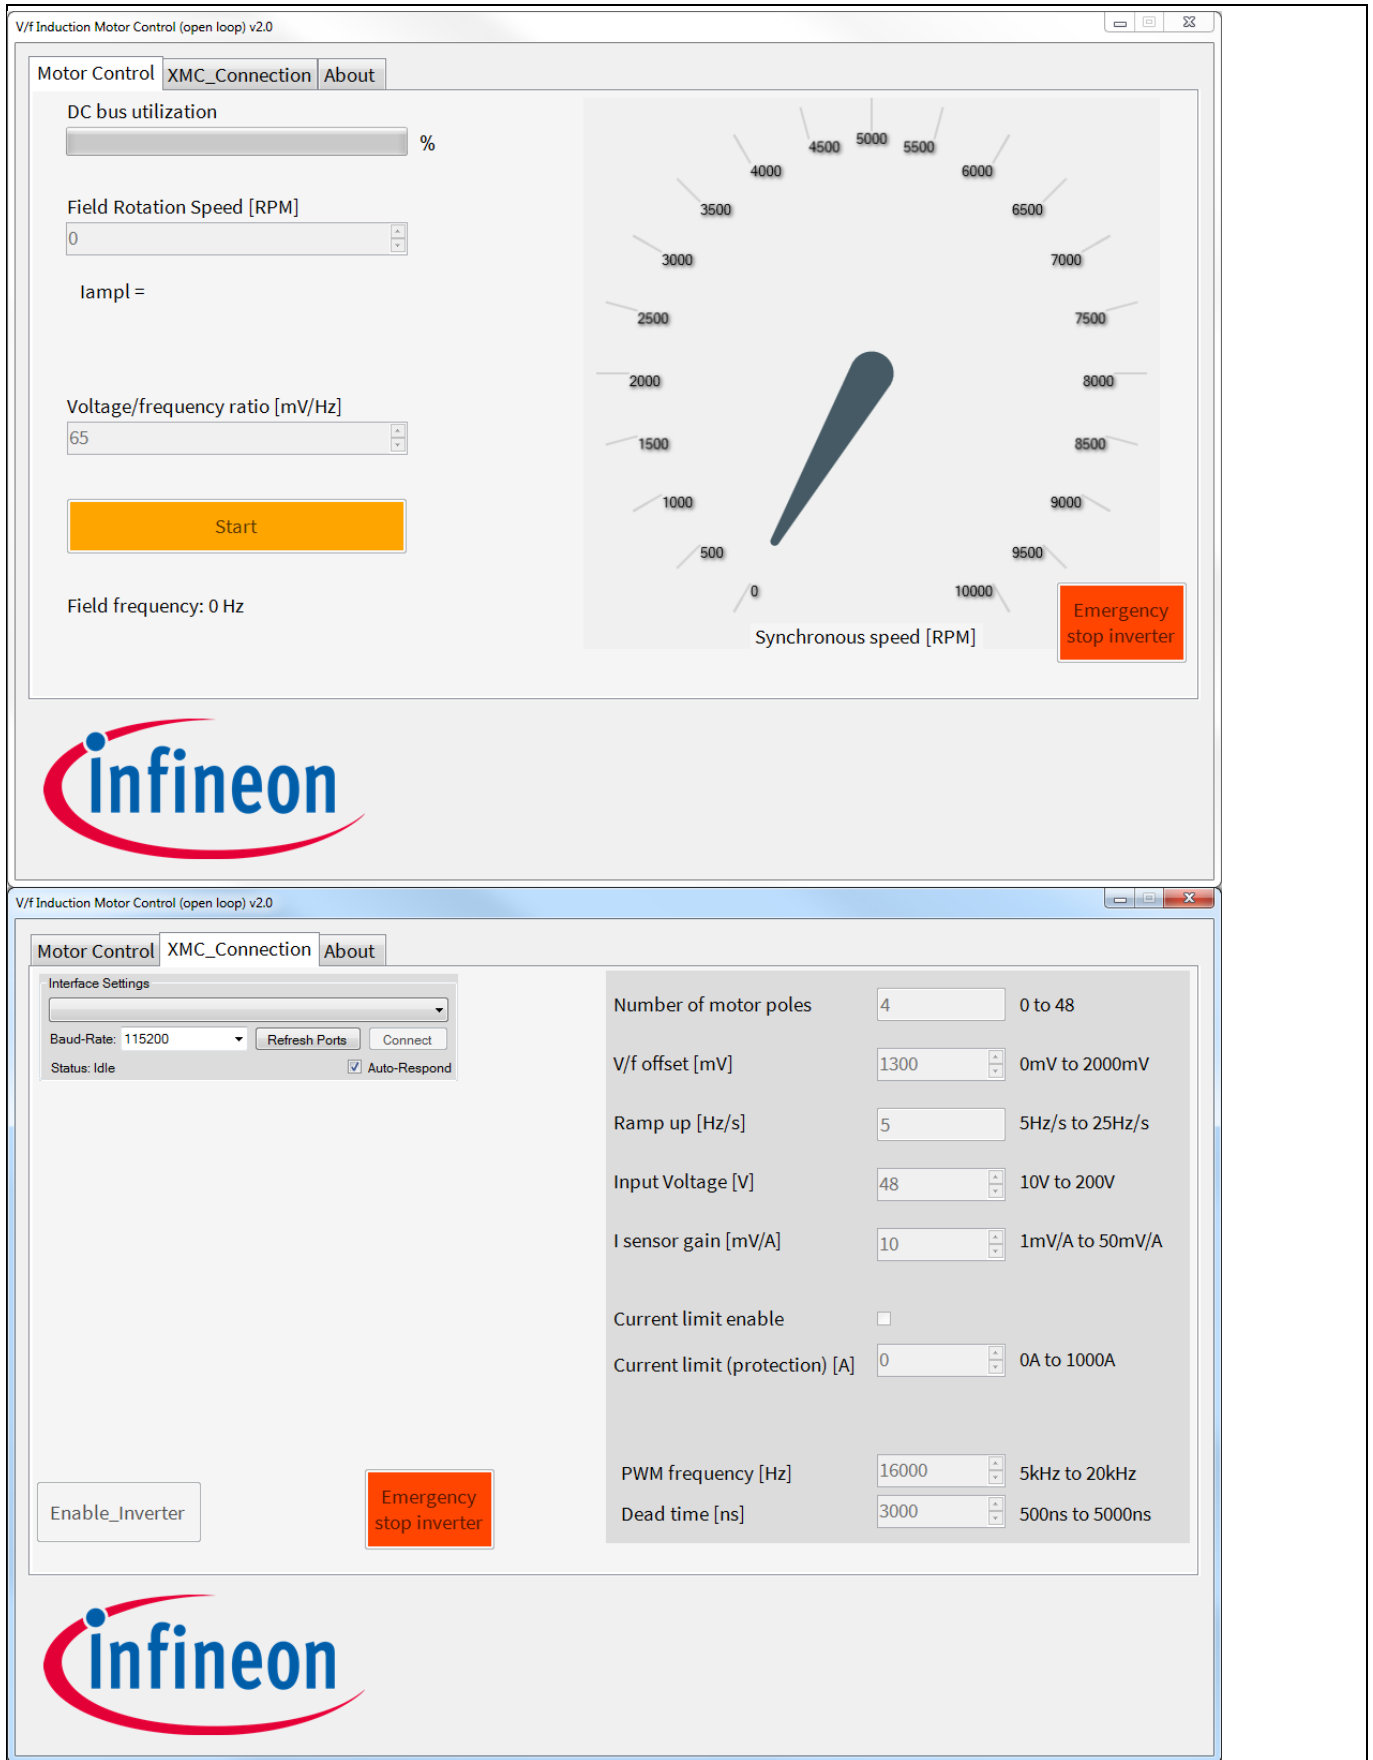 V/f Induction Motor Control (open loop) v2.0
Motor Control XMC_Connection About
DC bus utilization
%
Field Rotation Speed [RPM]
0
Iampl =
Voltage/frequency ratio [mV/Hz]
65
Start
Field frequency: 0 Hz
0
500
1000
1500
2000
2500
3000
3500
4000
4500
5000
5500
6000
6500
7000
7500
8000
8500
9000
9500
10000
Synchronous speed [RPM]
Emergency
stop inverter
infineon
V/f Induction Motor Control (open loop) v2.0
Motor Control XMC_Connection About
Interface Settings
Baud-Rate: 115200 Refresh Ports Connect
Status: Idle Auto-Respond
Number of motor poles 4 0 to 48
V/f offset [mV] 1300 0mV to 2000mV
Ramp up [Hz/s] 5 5Hz/s to 25Hz/s
Input Voltage [V] 48 10V to 200V
I sensor gain [mV/A] 10 1mV/A to 50mV/A
Current limit enable
Current limit (protection) [A] 0 0A to 1000A
PWM frequency [Hz] 16000 5kHz to 20kHz
Dead time [ns] 3000 500ns to 5000ns
Enable_Inverter
Emergency
stop inverter
infineon